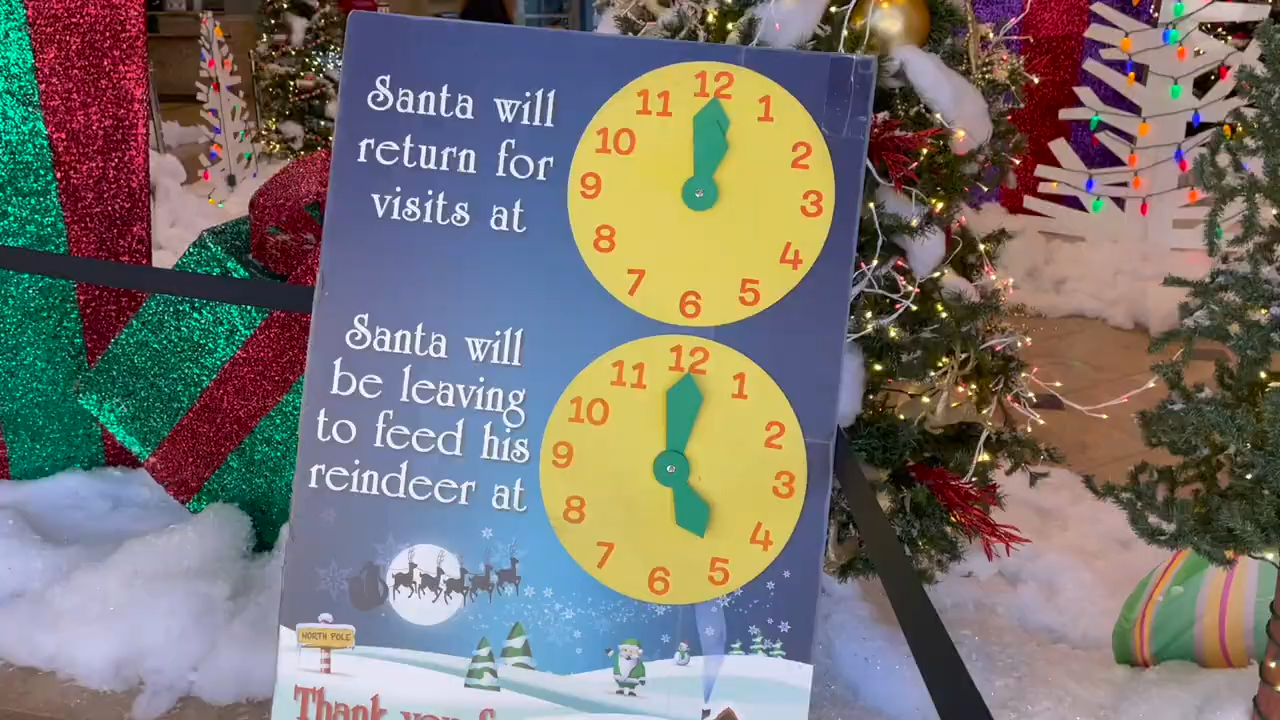 Santa will
return for
visits at
12
1
2
3
4
5
6
7
8
9
10
11
Santa will
be leaving
to feed his
reindeer at
12
1
2
3
4
5
6
7
8
9
10
11
NORTH POLE
Thank you